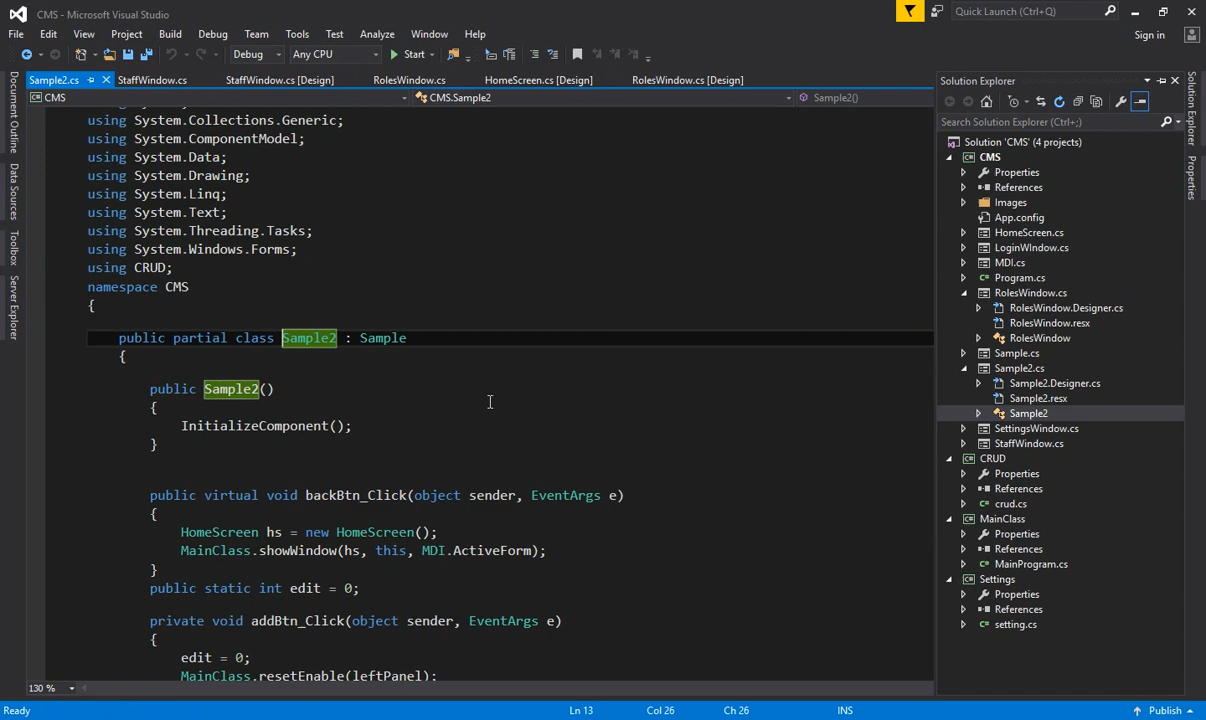 CMS - Microsoft Visual Studio
Quick Launch (Ctrl+Q)
File Edit View Project Build Debug Team Tools Test Analyze Window Help
Sign in
Debug Any CPU Start
Sample2.cs StaffWindow.cs StaffWindow.cs [Design] RolesWindow.cs HomeScreen.cs [Design] RolesWindow.cs [Design]
CMS CMS.Sample2 Sample2()
Document Outline
Data Sources
Toolbox
Server Explorer
using System.Collections.Generic;
using System.ComponentModel;
using System.Data;
using System.Drawing;
using System.Linq;
using System.Text;
using System.Threading.Tasks;
using System.Windows.Forms;
using CRUD;
namespace CMS
{
public partial class Sample2 : Sample
{
public Sample2()
{
InitializeComponent();
}
public virtual void backBtn_Click(object sender, EventArgs e)
{
HomeScreen hs = new HomeScreen();
MainClass.showWindow(hs, this, MDI.ActiveForm);
}
public static int edit = 0;
private void addBtn_Click(object sender, EventArgs e)
{
edit = 0;
MainClass.resetEnable(leftPanel);
130 %
Solution Explorer
Search Solution Explorer (Ctrl+;)
Solution 'CMS' (4 projects)
CMS
Properties
References
Images
App.config
HomeScreen.cs
LoginWIndow.cs
MDI.cs
Program.cs
RolesWindow.cs
RolesWindow.Designer.cs
RolesWindow.resx
RolesWindow
Sample.cs
Sample2.cs
Sample2.Designer.cs
Sample2.resx
Sample2
SettingsWindow.cs
StaffWindow.cs
CRUD
Properties
References
crud.cs
MainClass
Properties
References
MainProgram.cs
Settings
Properties
References
setting.cs
Solution Explorer
Properties
Ready Ln 13 Col 26 Ch 26 INS Publish